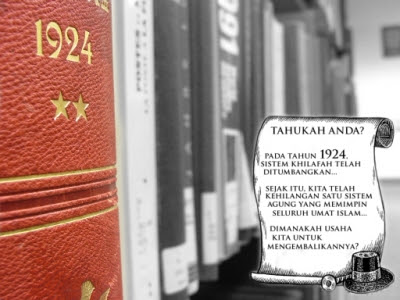 1924
TAHUKAH ANDA?
PADA TAHUN 1924,
SISTEM KHILAFAH TELAH
DITUMBANGKAN...
SEJAK ITU, KITA TELAH
KEHILANGAN SATU SISTEM
AGUNG YANG MEMIMPIN
SELURUH UMAT ISLAM...
DIMANAKAH USAHA
KITA UNTUK
MENGEMBALIKANNYA?